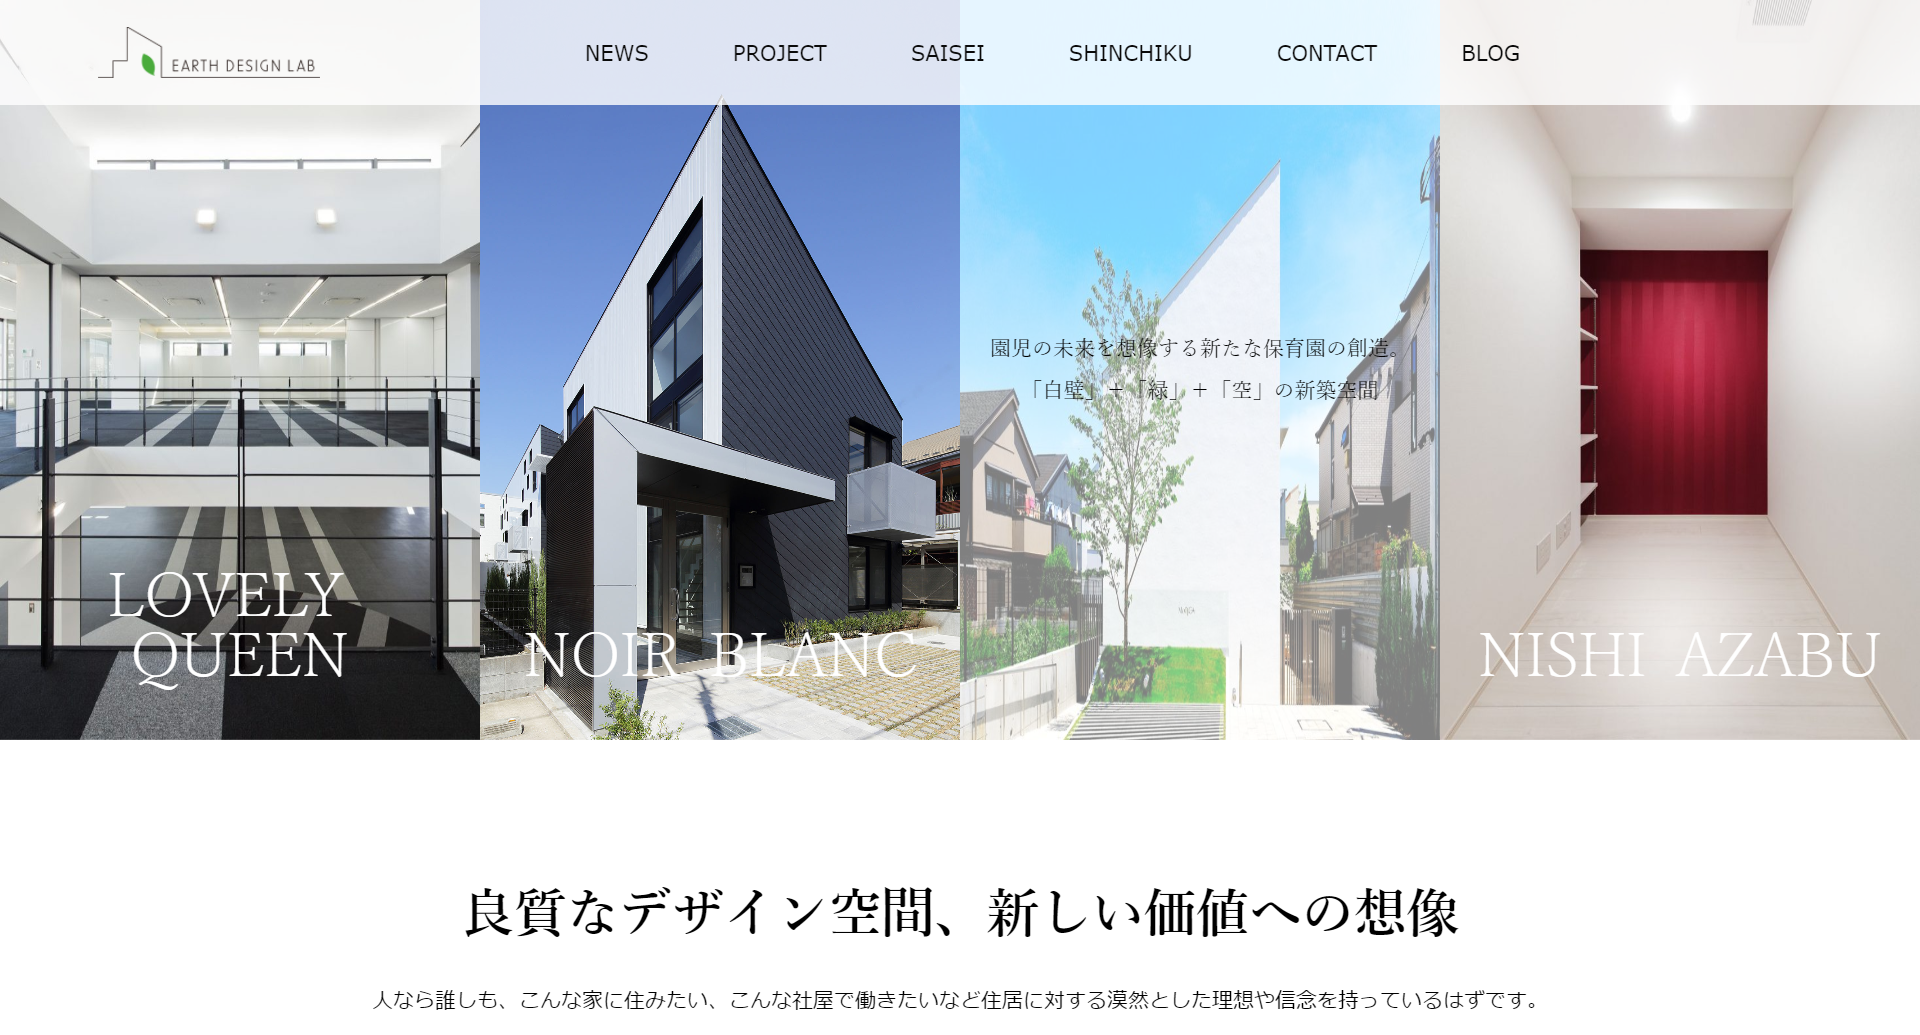 EARTH DESIGN LAB
NEWS PROJECT SAISEI SHINCHIKU CONTACT BLOG
園児の未来を想像する新たな保育園の創造。
「白壁」＋「緑」＋「空」の新築空間
LOVELY
QUEEN
NOIR BLANC
NISHI AZABU
良質なデザイン空間、新しい価値への想像
人なら誰しも、こんな家に住みたい、こんな社屋で働きたいなど住居に対する漠然とした理想や信念を持っているはずです。